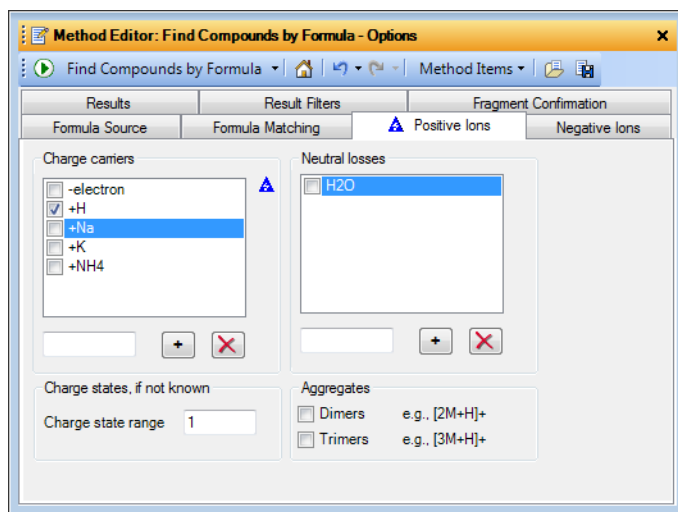 Method Editor: Find Compounds by Formula - Options
Find Compounds by Formula Method Items
Results Result Filters Fragment Confirmation
Formula Source Formula Matching Positive Ions Negative Ions
Charge carriers
-electron
+H
+Na
+K
+NH4
Neutral losses
H2O
Charge states, if not known
Charge state range 1
Aggregates
Dimers e.g., [2M+H]+
Trimers e.g., [3M+H]+